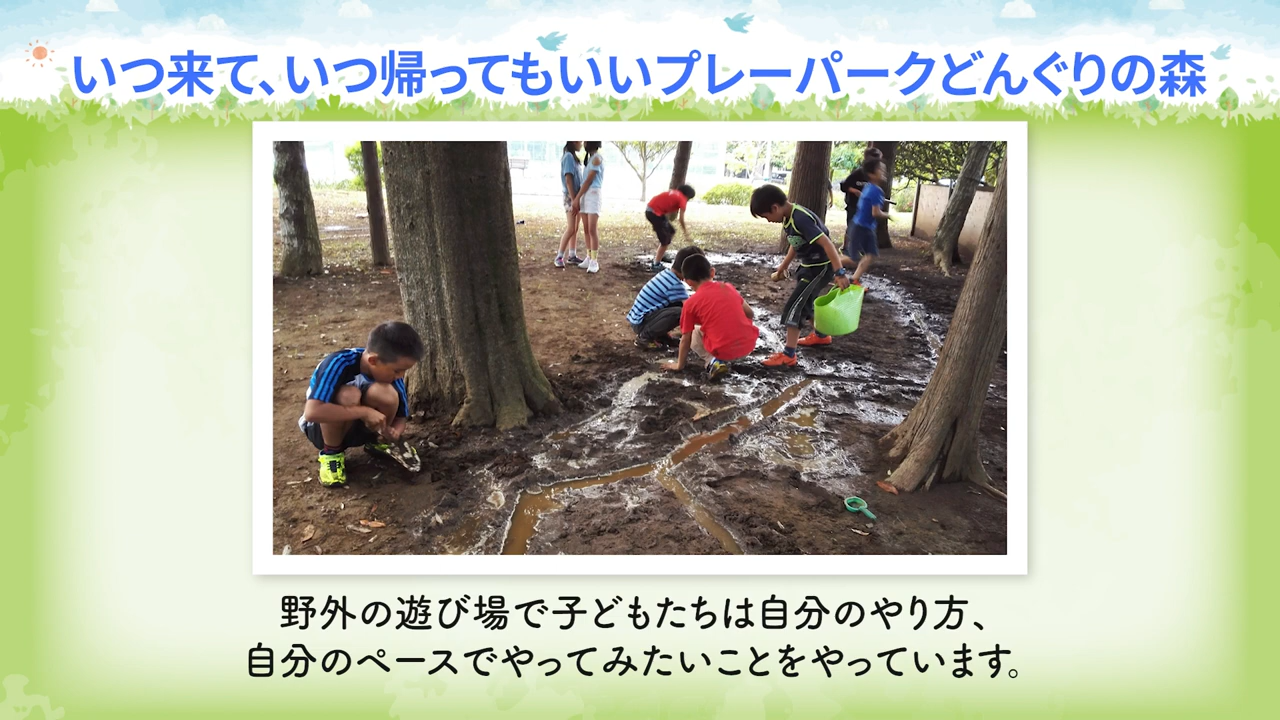 いつ来て、いつ帰ってもいいプレーパークどんぐりの森
野外の遊び場で子どもたちは自分のやり方、
自分のペースでやってみたいことをやっています。